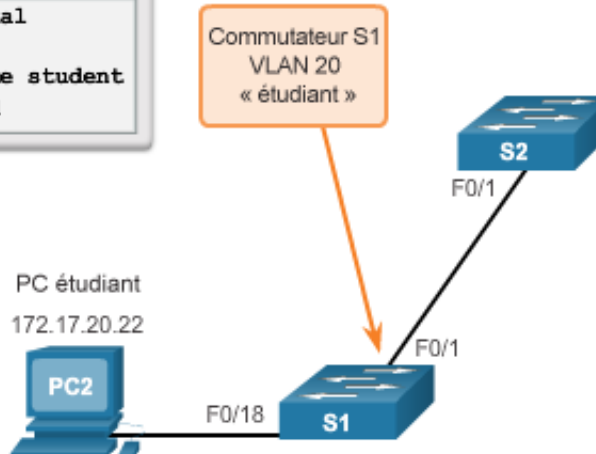 al
e student
Commutateur S1
VLAN 20
« étudiant »
S2
F0/1
PC étudiant
172.17.20.22
PC2
F0/18
F0/1
S1